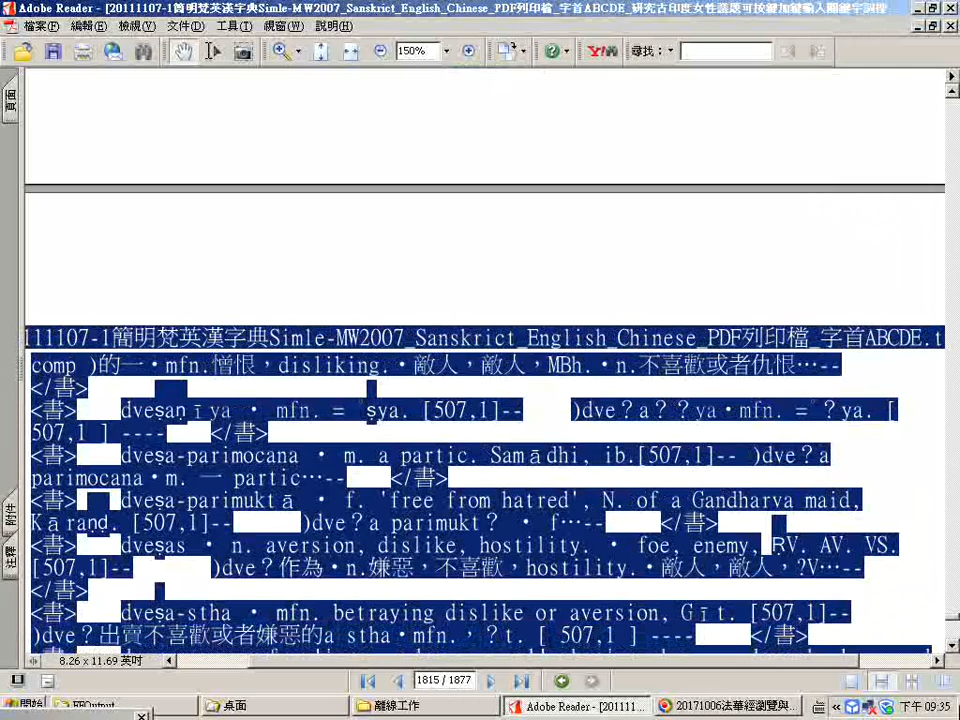 Adobe Reader - [20111107-1簡明梵英漢字典Simle-MW2007_Sanskrict_English_Chinese_PDF列印檔_字首ABCDE_研究古印度女性議題可按鍵加鍵輸入關鍵字詞搜
檔案(F) 編輯(E) 檢視(V) 文件(D) 工具(T) 視窗(W) 說明(H)
150% Y! 尋找：
頁面
111107-1簡明梵英漢字典Simle-MW2007_Sanskrict_English_Chinese_PDF列印檔_字首ABCDE.t
comp )的一‧mfn.憎恨，disliking.‧敵人，敵人，MBh.‧n.不喜歡或者仇恨…--
</書>
<書> dveṣaṇīya ‧ mfn. = °ṣya. [507,1]-- )dve？a？？ya‧mfn. =°？ya. [
507,1 ] ---- </書>
<書> dveṣa-parimocana ‧ m. a partic. Samādhi, ib.[507,1]-- )dve？a
parimocana‧m. 一 partic…-- </書>
<書> dveṣa-parimuktā ‧ f. 'free from hatred', N. of a Gandharva maid,
Kāraṇḍ. [507,1]-- )dve？a parimukt？ ‧ f…-- </書>
<書> dveṣas ‧ n. aversion, dislike, hostility. ‧ foe, enemy, RV. AV. VS.
[507,1]-- )dve？作為‧n.嫌惡，不喜歡，hostility.‧敵人，敵人，?V…--
</書>
<書> dveṣa-stha ‧ mfn. betraying dislike or aversion, Gīt. [507,1]--
)dve？出賣不喜歡或者嫌惡的a stha‧mfn.，？t. [ 507,1 ] ---- </書>
附件
注釋
8.26 x 11.69 英吋
1815 / 1877
開始 FFOutput 桌面 離線工作 Adobe Reader - [201111... 20171006法華經瀏覽與... 下午 09:35